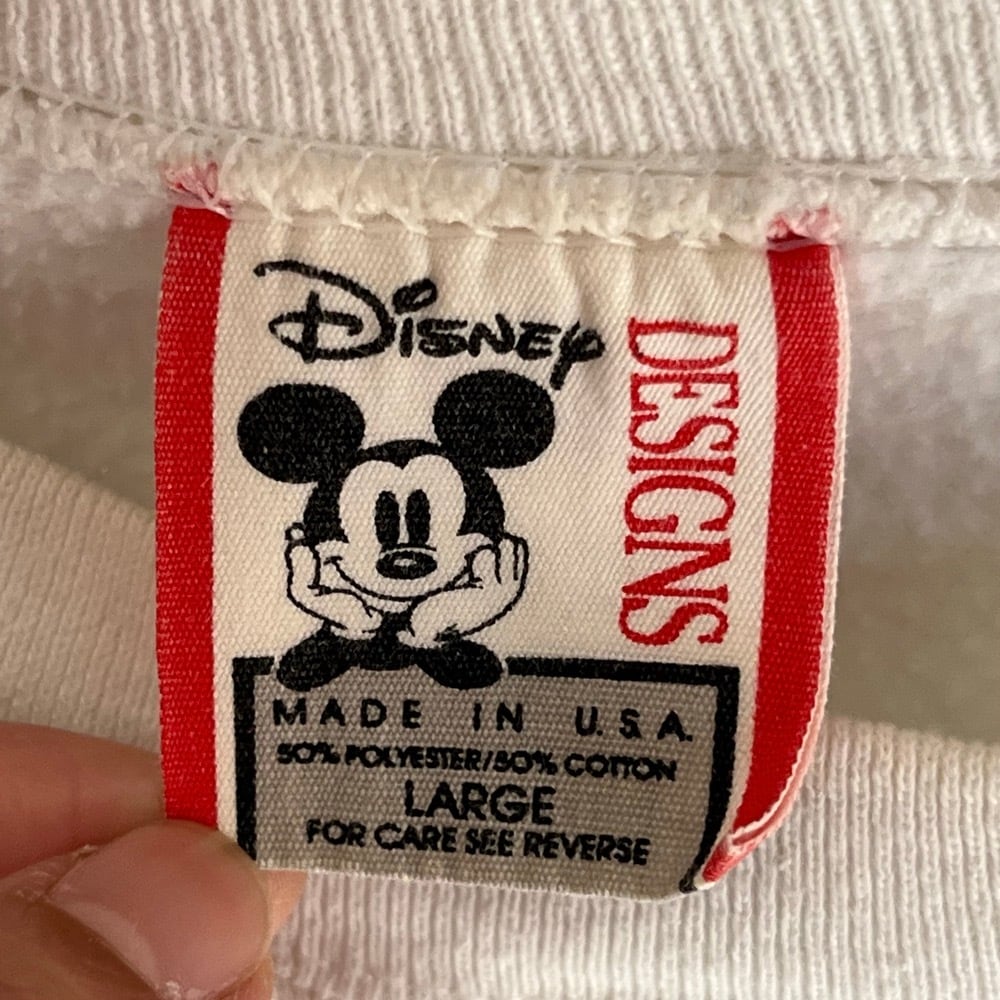 Disney
DESIGNS
MADE IN U.S.A.
50% POLYESTER/50% COTTON
LARGE
FOR CARE SEE REVERSE